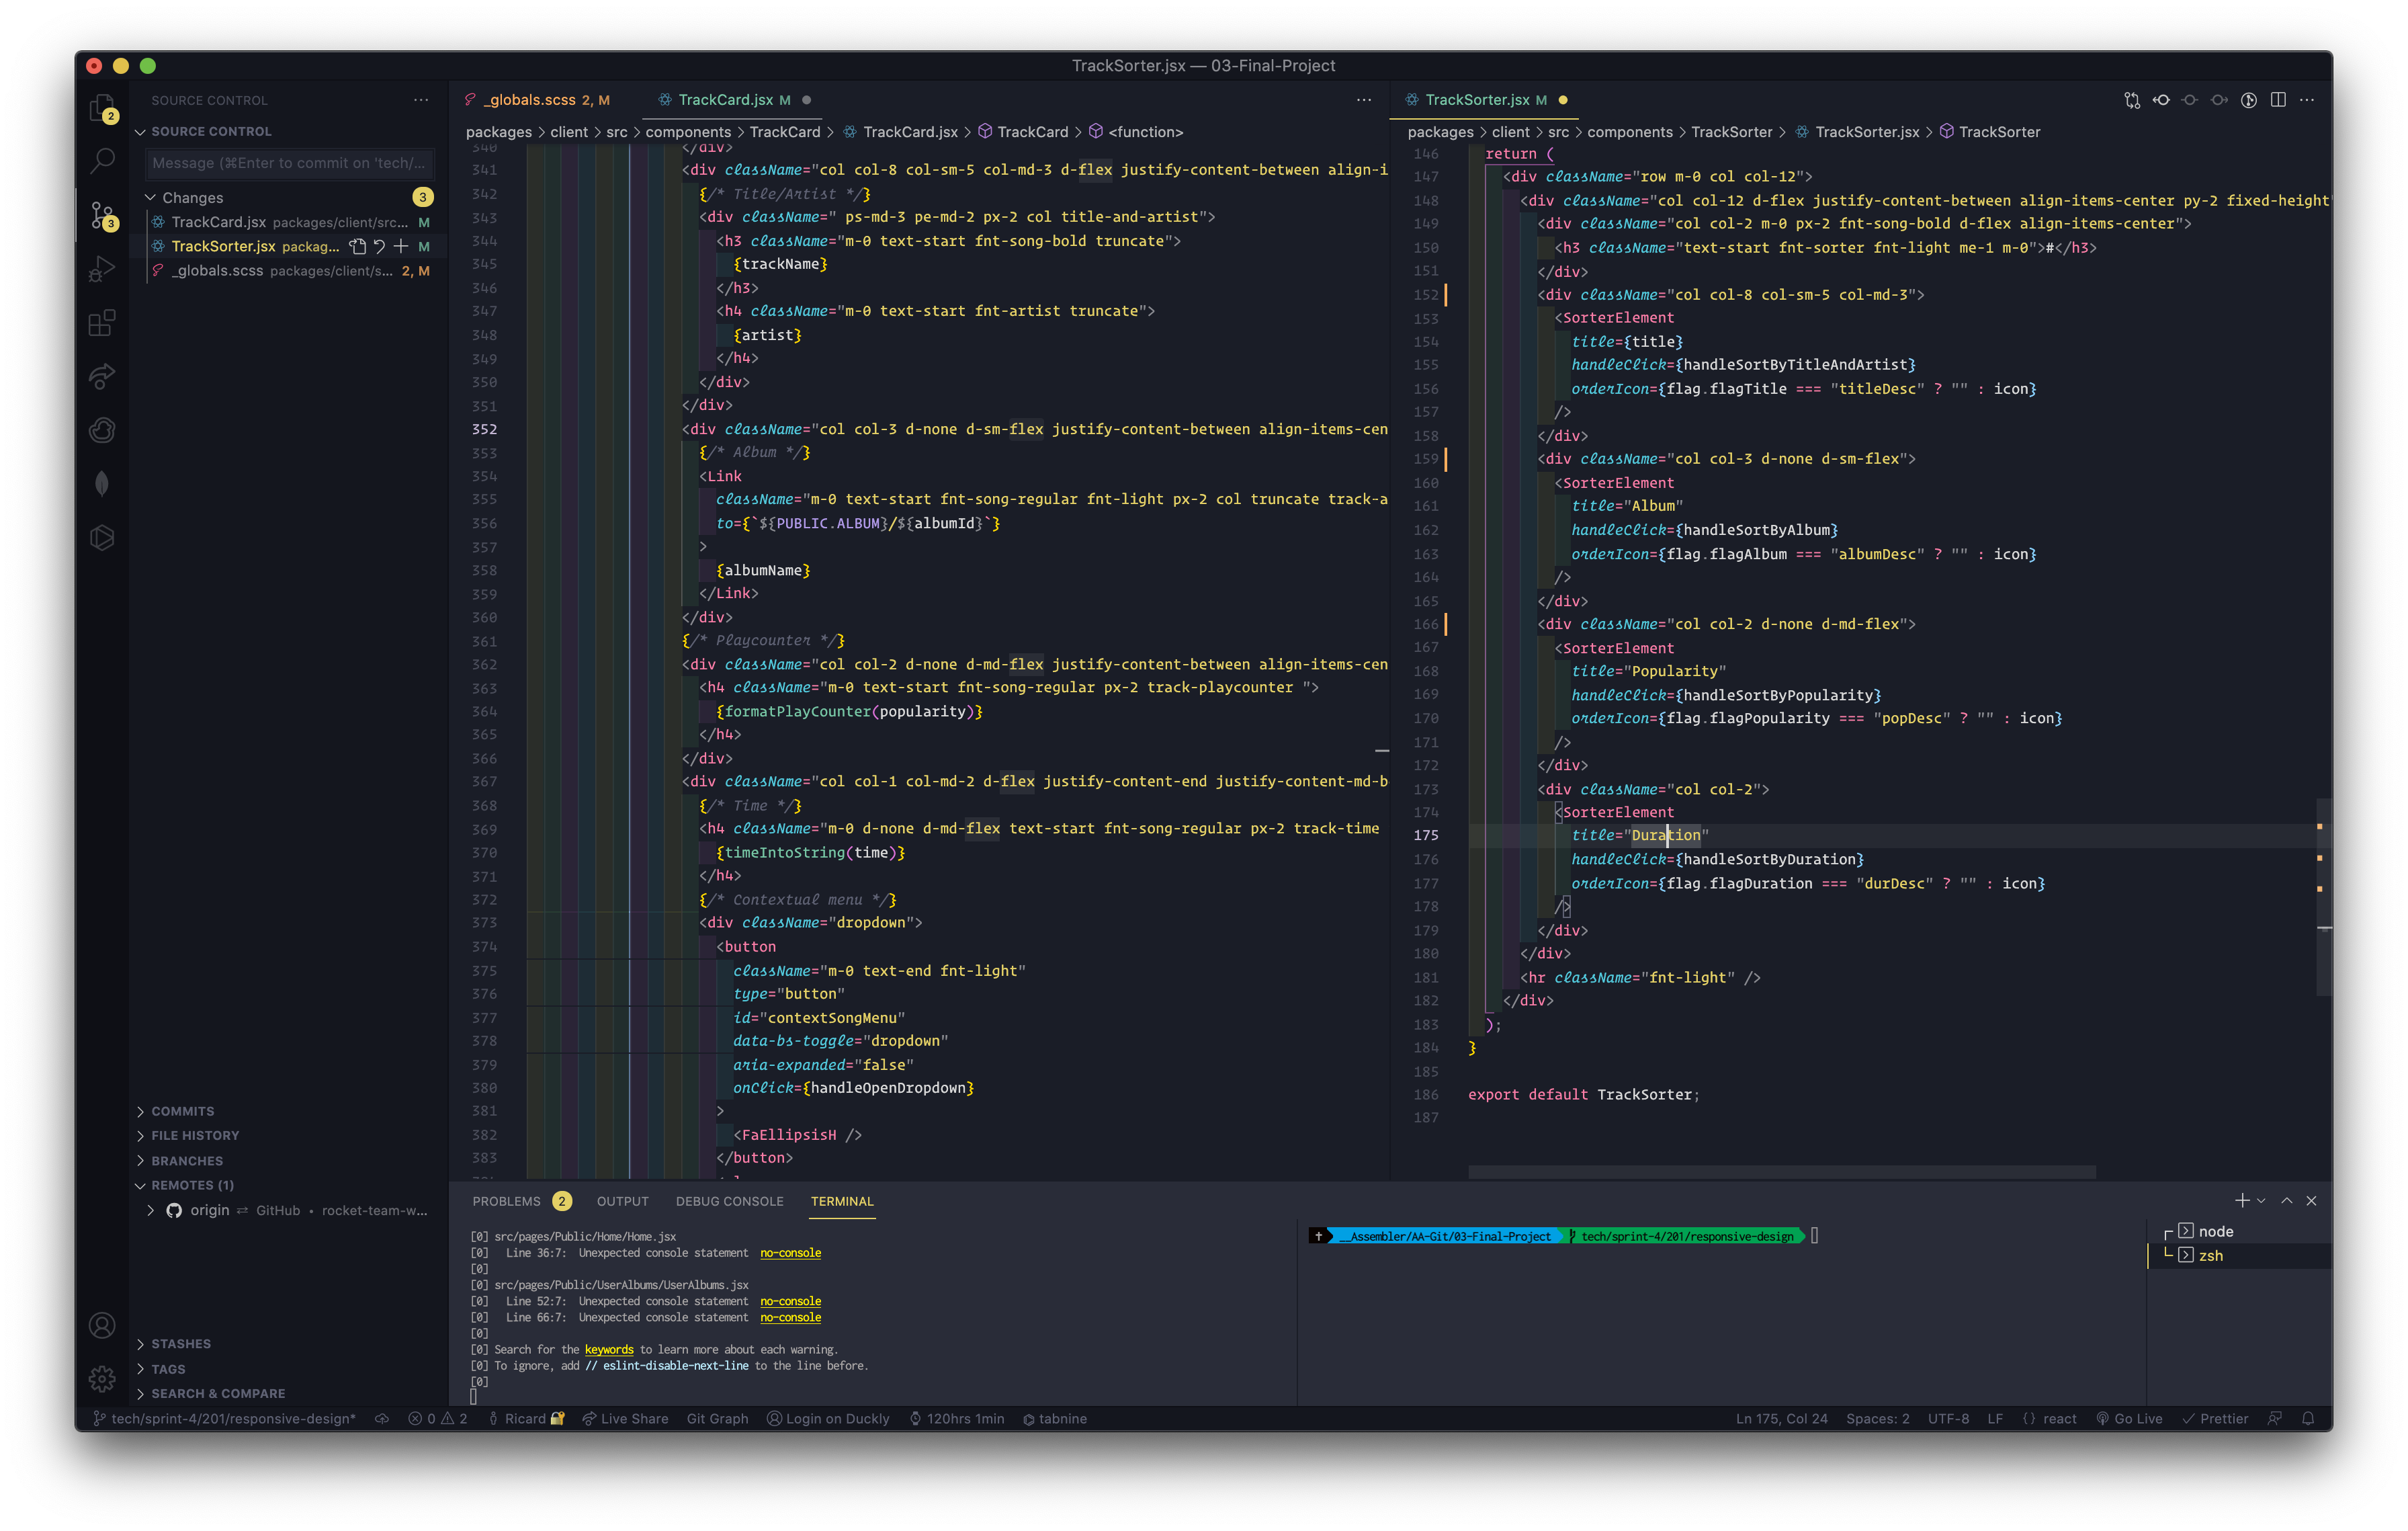 TrackSorter.jsx — 03-Final-Project
SOURCE CONTROL
SOURCE CONTROL
Message (⌘Enter to commit on 'tech/...
Changes 3
TrackCard.jsx packages/client/src... M
TrackSorter.jsx packag... M
_globals.scss packages/client/s... 2, M
2
3
COMMITS
FILE HISTORY
BRANCHES
REMOTES (1)
origin ⇄ GitHub • rocket-team-w...
STASHES
TAGS
SEARCH & COMPARE
_globals.scss 2, M
TrackCard.jsx M
packages > client > src > components > TrackCard > TrackCard.jsx > TrackCard > <function>
340 </div>
341 <div className="col col-8 col-sm-5 col-md-3 d-flex justify-content-between align-i
342 {/* Title/Artist */}
343 <div className=" ps-md-3 pe-md-2 px-2 col title-and-artist">
344 <h3 className="m-0 text-start fnt-song-bold truncate">
345 {trackName}
346 </h3>
347 <h4 className="m-0 text-start fnt-artist truncate">
348 {artist}
349 </h4>
350 </div>
351 </div>
352 <div className="col col-3 d-none d-sm-flex justify-content-between align-items-cen
353 {/* Album */}
354 <Link
355 className="m-0 text-start fnt-song-regular fnt-light px-2 col truncate track-a
356 to={`${PUBLIC.ALBUM}/${albumId}`}
357 >
358 {albumName}
359 </Link>
360 </div>
361 {/* Playcounter */}
362 <div className="col col-2 d-none d-md-flex justify-content-between align-items-cen
363 <h4 className="m-0 text-start fnt-song-regular px-2 track-playcounter ">
364 {formatPlayCounter(popularity)}
365 </h4>
366 </div>
367 <div className="col col-1 col-md-2 d-flex justify-content-end justify-content-md-b
368 {/* Time */}
369 <h4 className="m-0 d-none d-md-flex text-start fnt-song-regular px-2 track-time
370 {timeIntoString(time)}
371 </h4>
372 {/* Contextual menu */}
373 <div className="dropdown">
374 <button
375 className="m-0 text-end fnt-light"
376 type="button"
377 id="contextSongMenu"
378 data-bs-toggle="dropdown"
379 aria-expanded="false"
380 onClick={handleOpenDropdown}
381 >
382 <FaEllipsisH />
383 </button>
TrackSorter.jsx M
packages > client > src > components > TrackSorter > TrackSorter.jsx > TrackSorter
146 return (
147 <div className="row m-0 col col-12">
148 <div className="col col-12 d-flex justify-content-between align-items-center py-2 fixed-height"
149 <div className="col col-2 m-0 px-2 fnt-song-bold d-flex align-items-center">
150 <h3 className="text-start fnt-sorter fnt-light me-1 m-0">#</h3>
151 </div>
152 <div className="col col-8 col-sm-5 col-md-3">
153 <SorterElement
154 title={title}
155 handleClick={handleSortByTitleAndArtist}
156 orderIcon={flag.flagTitle === "titleDesc" ? "" : icon}
157 />
158 </div>
159 <div className="col col-3 d-none d-sm-flex">
160 <SorterElement
161 title="Album"
162 handleClick={handleSortByAlbum}
163 orderIcon={flag.flagAlbum === "albumDesc" ? "" : icon}
164 />
165 </div>
166 <div className="col col-2 d-none d-md-flex">
167 <SorterElement
168 title="Popularity"
169 handleClick={handleSortByPopularity}
170 orderIcon={flag.flagPopularity === "popDesc" ? "" : icon}
171 />
172 </div>
173 <div className="col col-2">
174 <SorterElement
175 title="Duration"
176 handleClick={handleSortByDuration}
177 orderIcon={flag.flagDuration === "durDesc" ? "" : icon}
178 />
179 </div>
180 </div>
181 <hr className="fnt-light" />
182 </div>
183 );
184 }
185
186 export default TrackSorter;
187
PROBLEMS 2 OUTPUT DEBUG CONSOLE TERMINAL
[0] src/pages/Public/Home/Home.jsx
[0] Line 36:7: Unexpected console statement no-console
[0]
[0] src/pages/Public/UserAlbums/UserAlbums.jsx
[0] Line 52:7: Unexpected console statement no-console
[0] Line 66:7: Unexpected console statement no-console
[0]
[0] Search for the keywords to learn more about each warning.
[0] To ignore, add // eslint-disable-next-line to the line before.
[0]
__Assembler/AA-Git/03-Final-Project tech/sprint-4/201/responsive-design
node
zsh
tech/sprint-4/201/responsive-design* 0 2 Ricard Live Share Git Graph Login on Duckly 120hrs 1min tabnine
Ln 175, Col 24 Spaces: 2 UTF-8 LF {} react Go Live Prettier